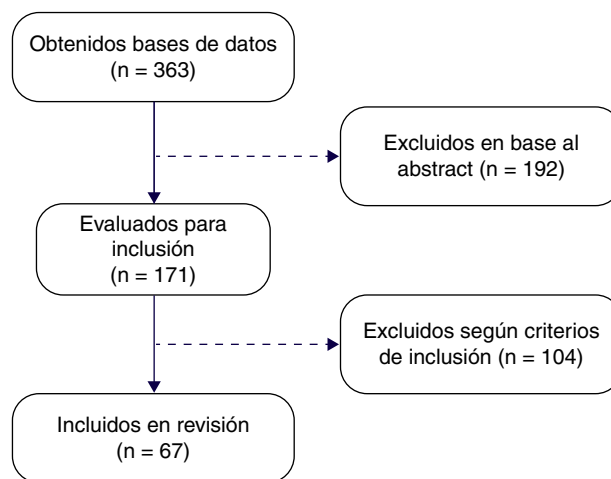 Obtenidos bases de datos
(n = 363)
Excluidos en base al
abstract (n = 192)
Evaluados para
inclusión
(n = 171)
Excluidos según criterios
de inclusión (n = 104)
Incluidos en revisión
(n = 67)